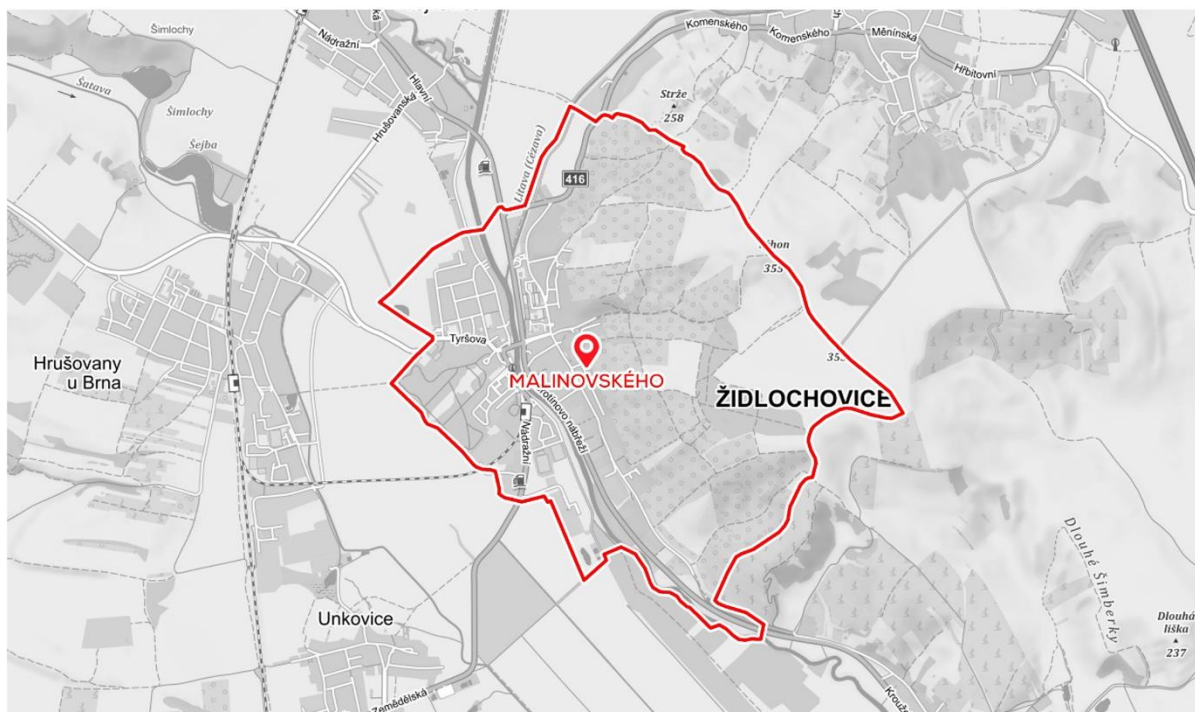 Šimlochy
Nádražní
Komenského
Komenského
Měnínská
Hřbitovní
Šatava
Hlavní
Hrušovanská
Strže
258
Šimlochy
Šejba
Litava (Cézava)
416
355
Tyršova
Hrušovany
u Brna
MALINOVSKÉHO
ŽIDLOCHOVICE
Nádražní
nábřeží
Dlouhé Šimberky
Unkovice
Dlouhá
liška
237
Zemědělská